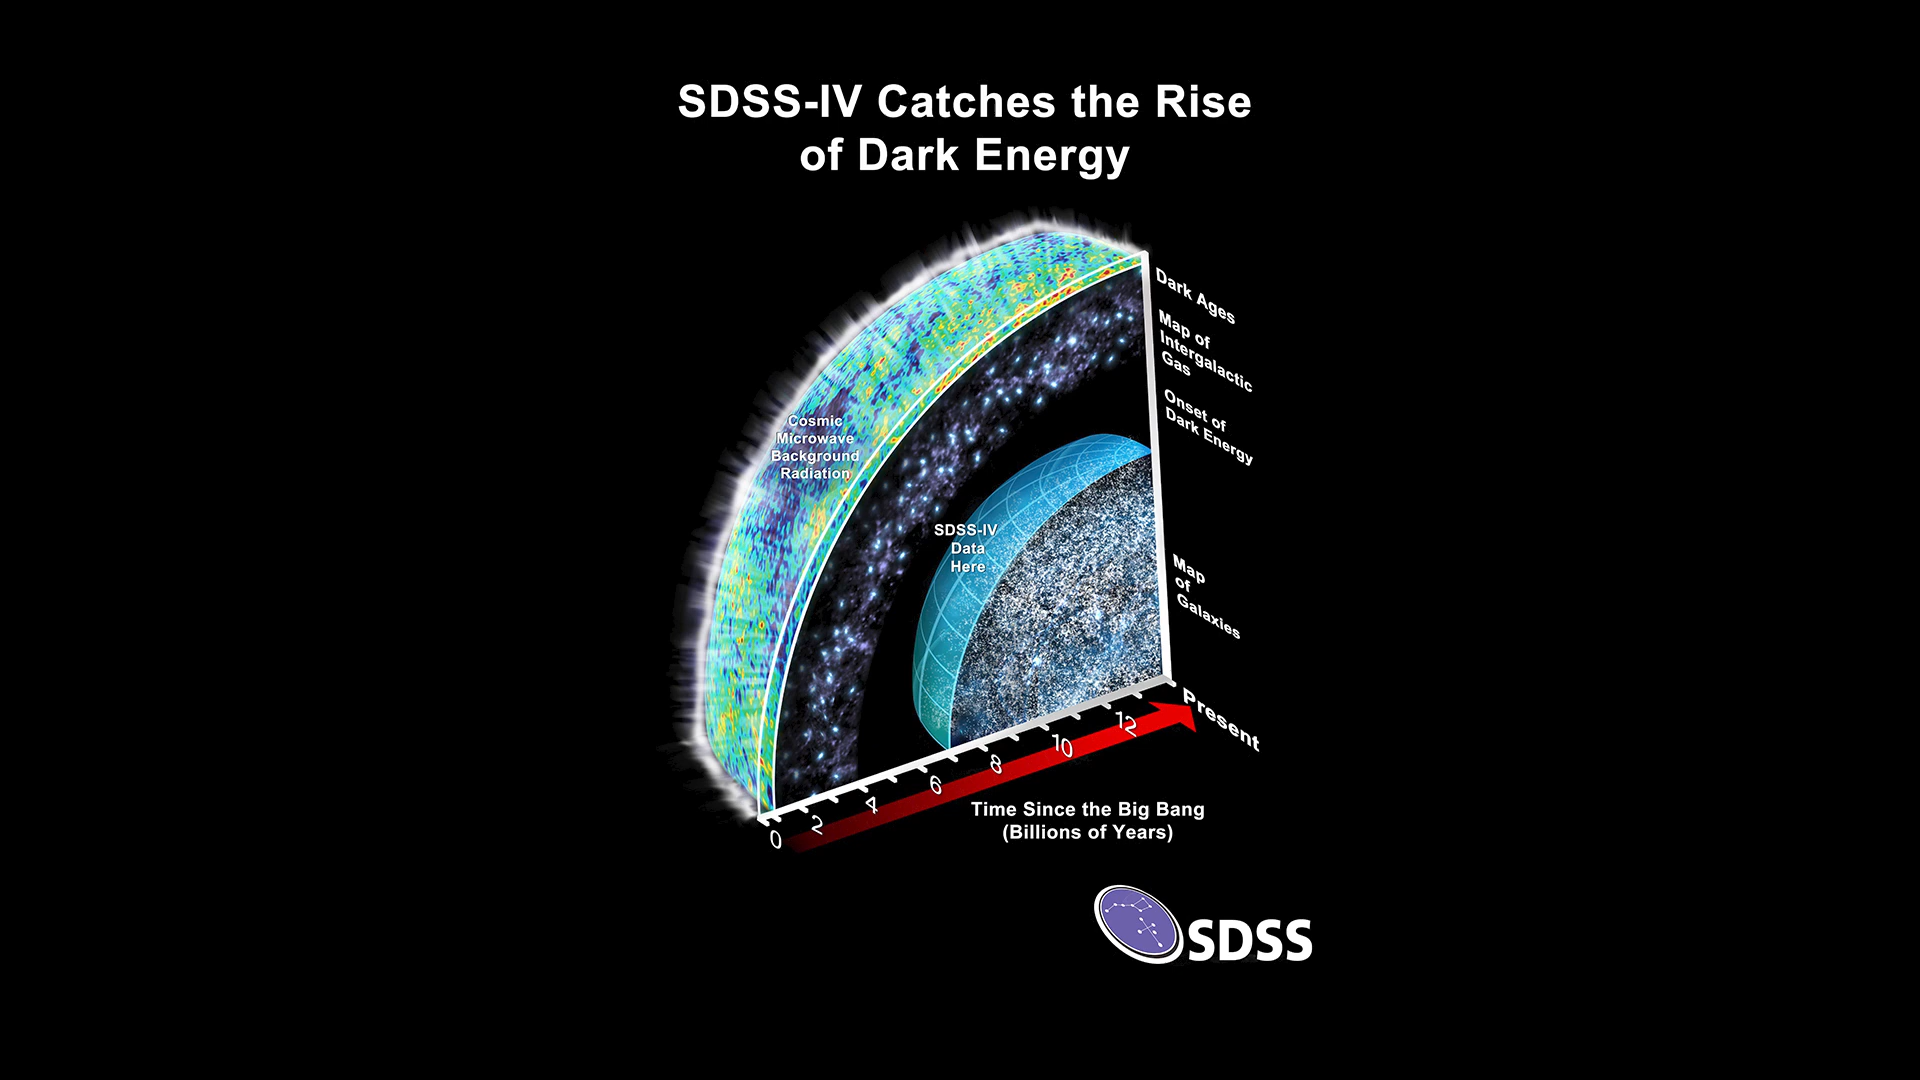 SDSS-IV Catches the Rise
of Dark Energy
Dark Ages
Map of
Intergalactic
Gas
Onset of
Dark Energy
Cosmic
Microwave
Background
Radiation
SDSS-IV
Data
Here
Map
of
Galaxies
Present
0 2 4 6 8 10 12
Time Since the Big Bang
(Billions of Years)
SDSS